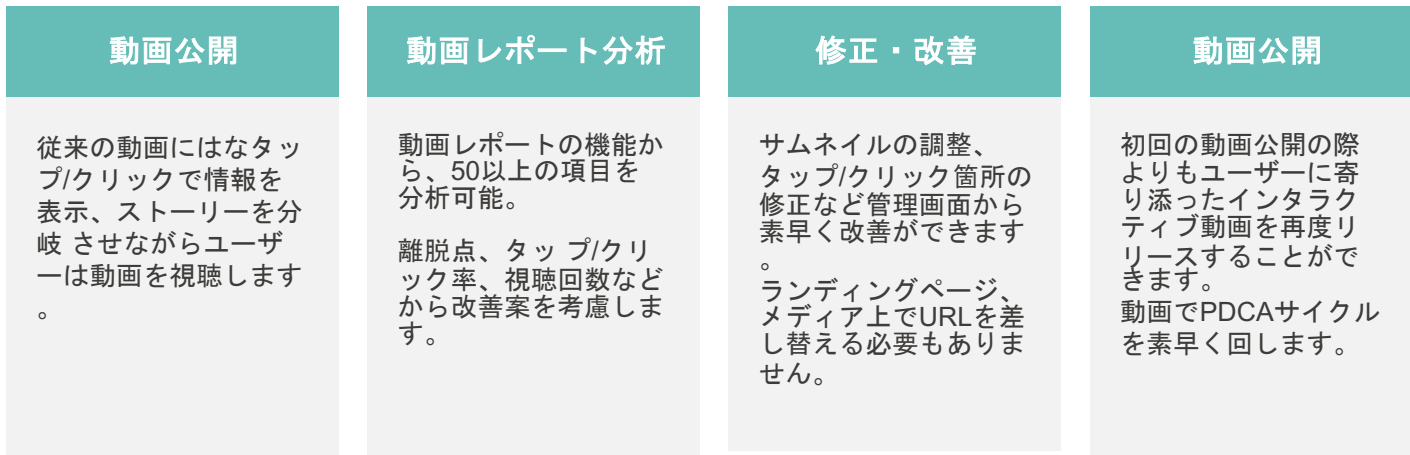 動画公開
従来の動画にはなタッ
プ/クリックで情報を
表示、ストーリーを分
岐 させながらユーザ
ーは動画を視聴します
。
動画レポート分析
動画レポートの機能か
ら、50以上の項目を
分析可能。
離脱点、タッ プ/クリ
ック率、視聴回数など
から改善案を考慮しま
す。
修正・改善
サムネイルの調整、
タップ/クリック箇所の
修正など管理画面から
素早く改善ができます
。
ランディングページ、
メディア上でURLを差
し替える必要もありま
せん。
動画公開
初回の動画公開の際
よりもユーザーに寄
り添ったインタラク
ティブ動画を再度リ
リースすることがで
きます。
動画でPDCAサイクル
を素早く回します。